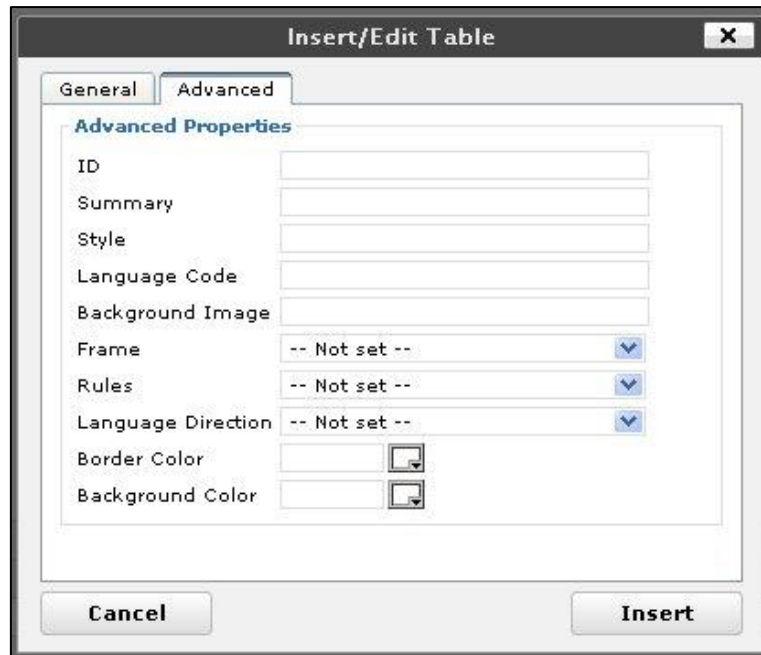 Insert/Edit Table
General Advanced
Advanced Properties
ID
Summary
Style
Language Code
Background Image
Frame -- Not set --
Rules -- Not set --
Language Direction -- Not set --
Border Color
Background Color
Cancel Insert